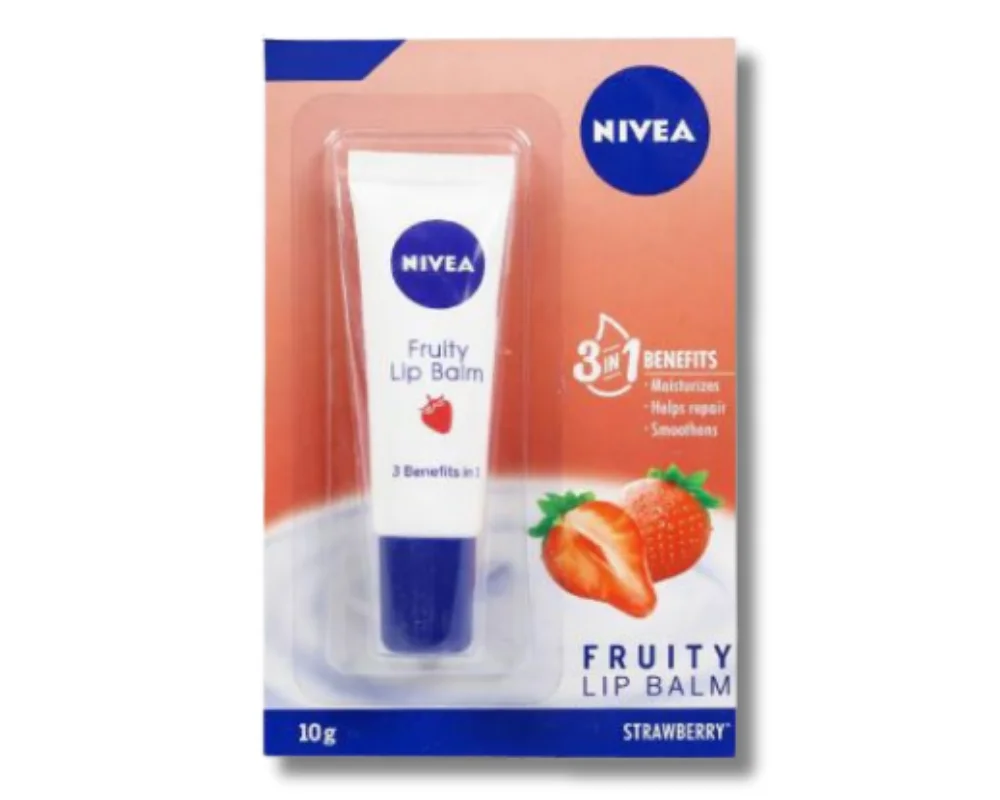 NIVEA
NIVEA
Fruity
Lip Balm
3 Benefits in 1
3 IN 1 BENEFITS
· Moisturizes
· Helps repair
· Smoothens
FRUITY
LIP BALM
10g
STRAWBERRY™